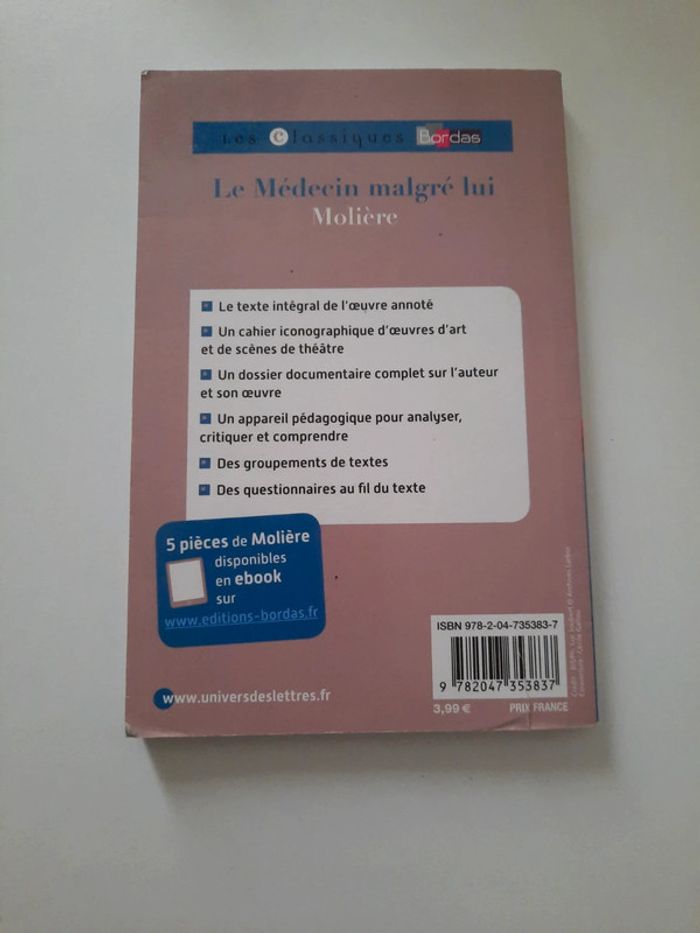 Les Classiques Bordas
Le Médecin malgré lui
Molière
Le texte intégral de l'œuvre annoté
Un cahier iconographique d'œuvres d'art
et de scènes de théâtre
Un dossier documentaire complet sur l'auteur
et son œuvre
Un appareil pédagogique pour analyser,
critiquer et comprendre
Des groupements de textes
Des questionnaires au fil du texte
5 pièces de Molière
disponibles
en ebook
sur
www.editions-bordas.fr
www.universdeslettres.fr
ISBN 978-2-04-735383-7
9 782047 353837
3,99 € PRIX FRANCE